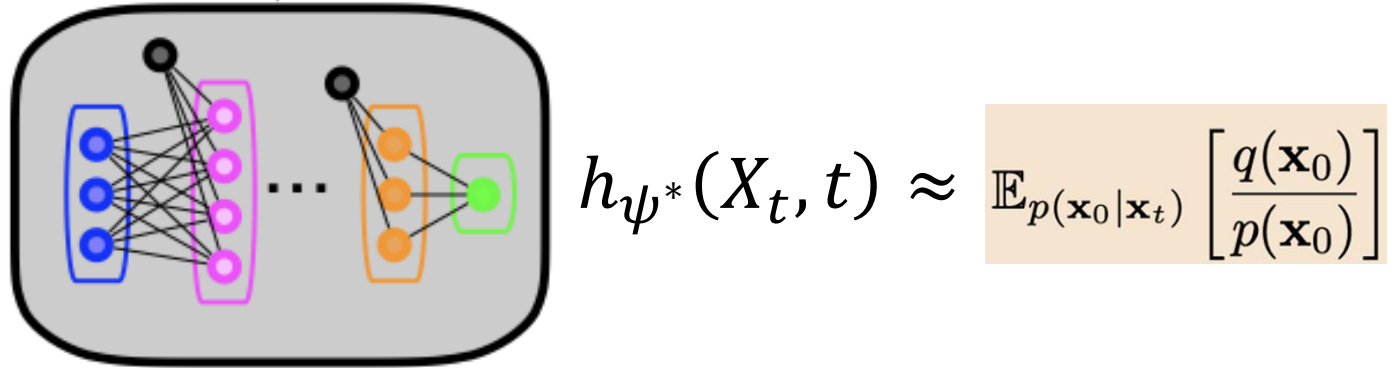 … h_{ψ*}(X_t, t) ≈ 𝔼_{p(𝐱_0|𝐱_t)} [ q(𝐱_0) / p(𝐱_0) ]